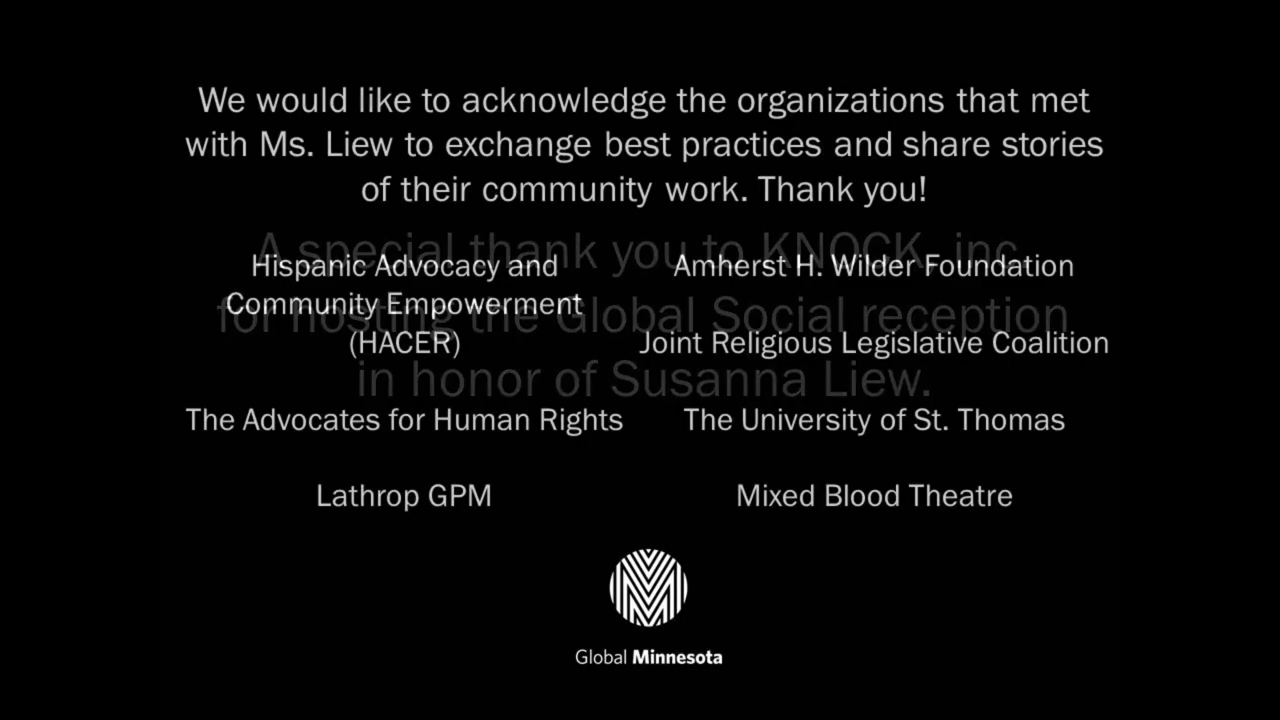 We would like to acknowledge the organizations that met
with Ms. Liew to exchange best practices and share stories
of their community work. Thank you!
A special thank you to KNOCK, inc.
for hosting the Global Social reception
in honor of Susanna Liew.
Hispanic Advocacy and
Community Empowerment
(HACER)
Amherst H. Wilder Foundation
Joint Religious Legislative Coalition
The Advocates for Human Rights
The University of St. Thomas
Lathrop GPM
Mixed Blood Theatre
Global Minnesota